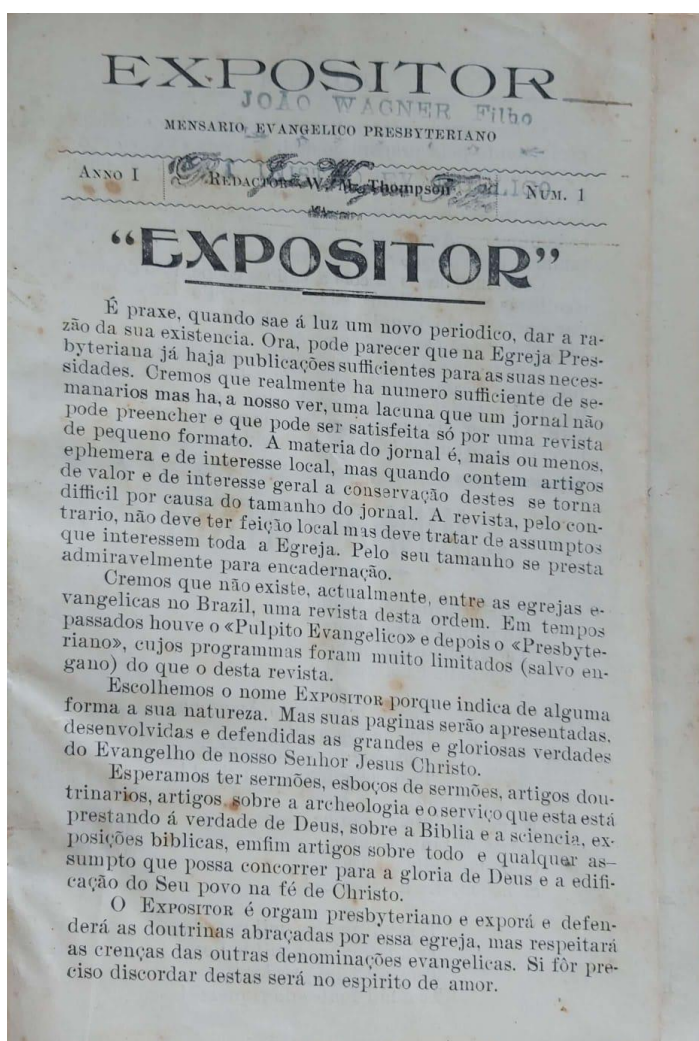 EXPOSITOR
JOÃO WAGNER Filho
MENSARIO EVANGELICO PRESBYTERIANO
ANNO I REDACTOR W. M. Thompson NUM. 1
"EXPOSITOR"
É praxe, quando sae á luz um novo periodico, dar a ra-
zão da sua existencia. Ora, pode parecer que na Egreja Pres-
byteriana já haja publicações sufficientes para as suas neces-
sidades. Cremos que realmente ha numero sufficiente de se-
manarios mas ha, a nosso ver, uma lacuna que um jornal não
pode preencher e que pode ser satisfeita só por uma revista
de pequeno formato. A materia do jornal é, mais ou menos,
ephemera e de interesse local, mas quando contem artigos
de valor e de interesse geral a conservação destes se torna
difficil por causa do tamanho do jornal. A revista, pelo con-
trario, não deve ter feição local mas deve tratar de assumptos
que interessem toda a Egreja. Pelo seu tamanho se presta
admiravelmente para encadernação.
Cremos que não existe, actualmente, entre as egrejas e-
vangelicas no Brazil, uma revista desta ordem. Em tempos
passados houve o «Pulpito Evangelico» e depois o «Presbyte-
riano», cujos programmas foram muito limitados (salvo en-
gano) do que o desta revista.
Escolhemos o nome EXPOSITOR porque indica de alguma
forma a sua natureza. Mas suas paginas serão apresentadas,
desenvolvidas e defendidas as grandes e gloriosas verdades
do Evangelho de nosso Senhor Jesus Christo.
Esperamos ter sermões, esboços de sermões, artigos dou-
trinarios, artigos sobre a archeologia e o serviço que esta está
prestando á verdade de Deus, sobre a Biblia e a sciencia, ex-
posições biblicas, emfim artigos sobre todo e qualquer as-
sumpto que possa concorrer para a gloria de Deus e a edifi-
cação do Seu povo na fé de Christo.
O EXPOSITOR é orgam presbyteriano e exporá e defen-
derá as doutrinas abraçadas por essa egreja, mas respeitará
as crenças das outras denominações evangelicas. Si fôr pre-
ciso discordar destas será no espirito de amor.